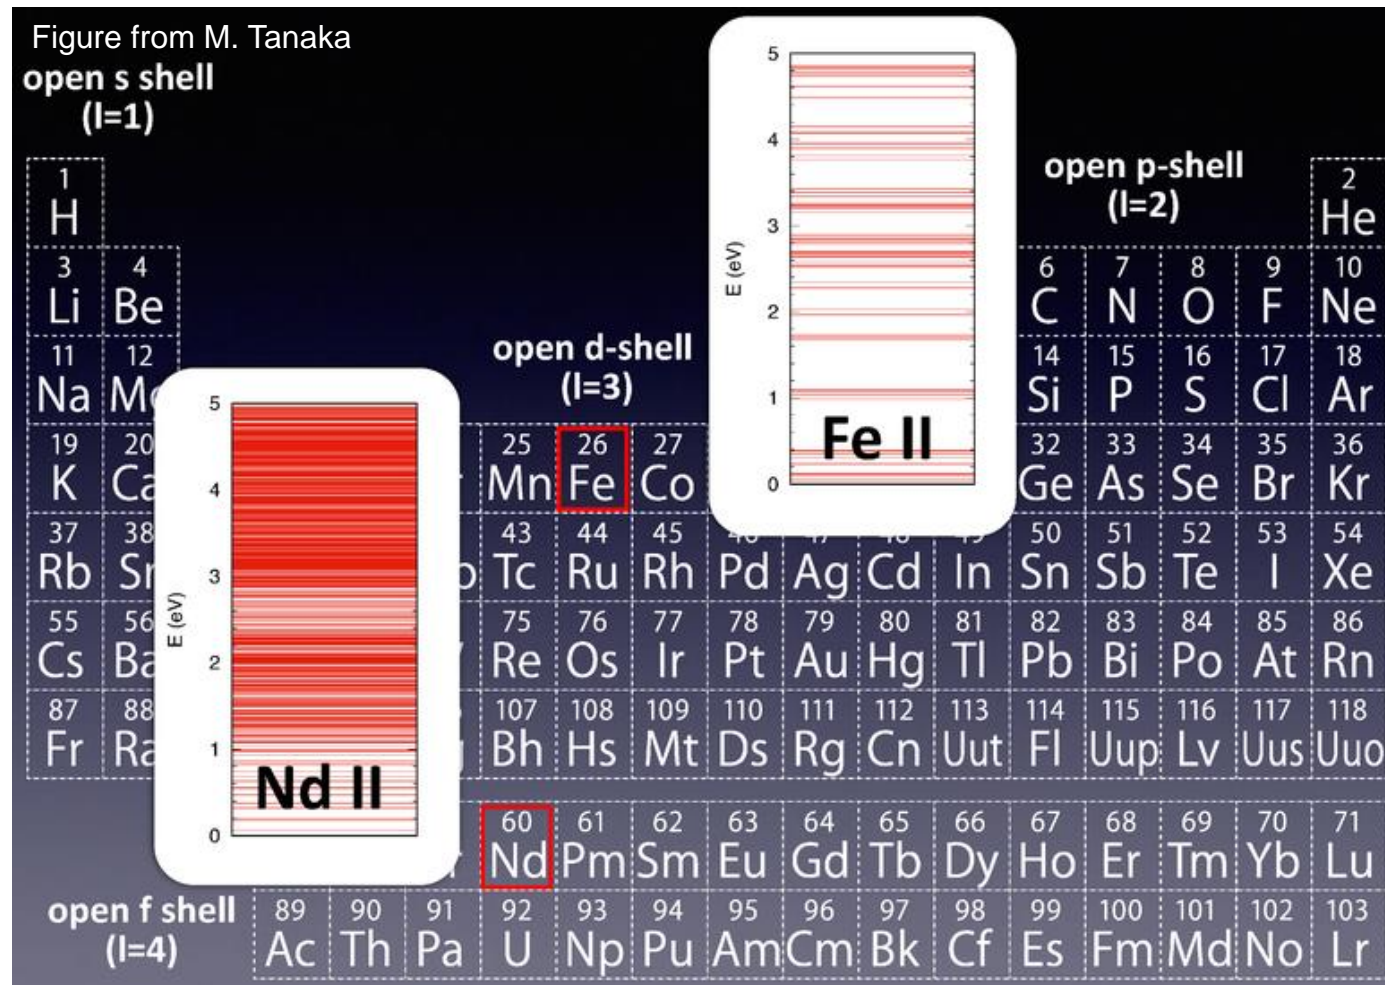 Figure from M. Tanaka
open s shell
(l=1)
open p-shell
(l=2)
open d-shell
(l=3)
open f shell
(l=4)
5
4
3
2
1
0
E (eV)
Fe II
5
4
3
2
1
0
E (eV)
Nd II
1 2
H He
3 4 6 7 8 9 10
Li Be C N O F Ne
11 12 14 15 16 17 18
Na Si P S Cl Ar
19 20 25 26 27 32 33 34 35 36
K Ca Mn Fe Co Ge As Se Br Kr
37 38 43 44 45 50 51 52 53 54
Rb Sr Tc Ru Rh Pd Ag Cd In Sn Sb Te I Xe
55 56 75 76 77 78 79 80 81 82 83 84 85 86
Cs Ba Re Os Ir Pt Au Hg Tl Pb Bi Po At Rn
87 88 107 108 109 110 111 112 113 114 115 116 117 118
Fr Ra Bh Hs Mt Ds Rg Cn Uut Fl Uup Lv Uus Uuo
60 61 62 63 64 65 66 67 68 69 70 71
Nd Pm Sm Eu Gd Tb Dy Ho Er Tm Yb Lu
89 90 91 92 93 94 95 96 97 98 99 100 101 102 103
Ac Th Pa U Np Pu Am Cm Bk Cf Es Fm Md No Lr